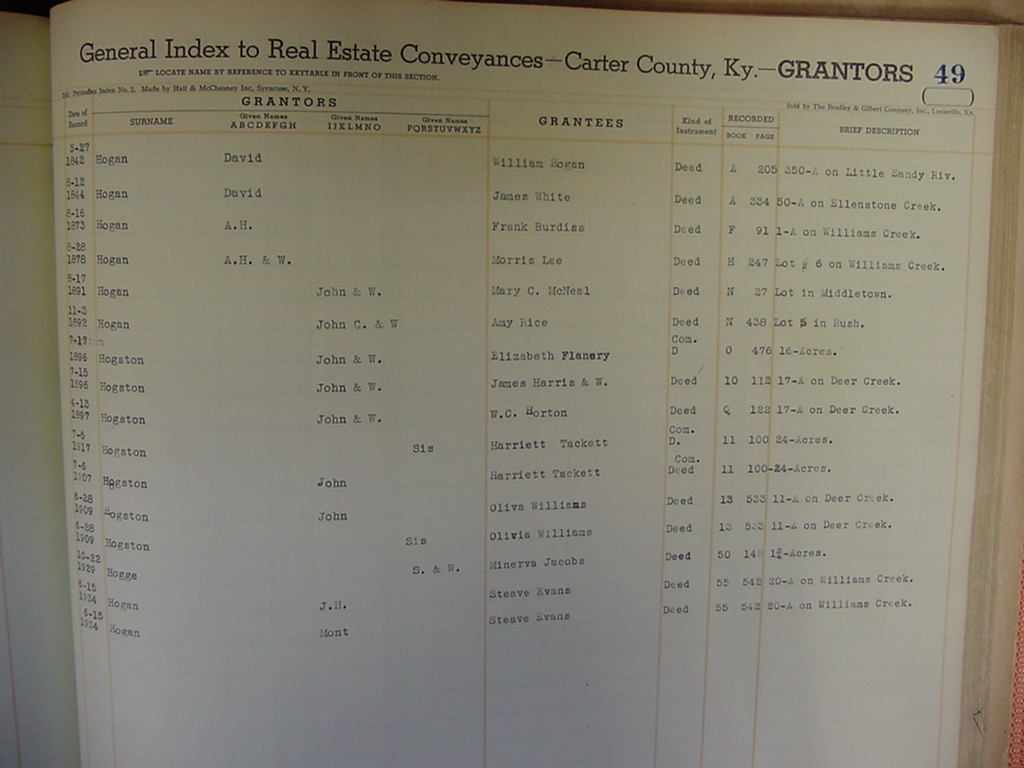 General Index to Real Estate Conveyances—Carter County, Ky.—GRANTORS 49
LOCATE NAME BY REFERENCE TO KEYTABLE IN FRONT OF THIS SECTION.
Index No. 2. Made by Hall & McChesney Inc, Syracuse, N. Y.
Sold by The Bradley & Gilbert Company, Inc., Louisville, Ky.
GRANTORS
Date of Record SURNAME Given Names ABCDEFGH Given Names IJKLMNO Given Names PQRSTUVWXYZ GRANTEES Kind of Instrument RECORDED BOOK PAGE BRIEF DESCRIPTION
5-27
1842 Hogan David William Hogan Deed A 205 350-A on Little Sandy Riv.
-12
1844 Hogan David James White Deed A 334 50-A on Ellenstone Creek.
-16
1873 Hogan A.H. Frank Burdiss Deed F 91 1-A on Williams Creek.
-28
1878 Hogan A.H. & W. Morris Lee Deed H 247 Lot # 6 on Williams Creek.
-17
1891 Hogan John & W. Mary C. McNeal Deed N 27 Lot in Middletown.
11-3
1892 Hogan John C. & W Amy Rice Deed N 438 Lot 5 in Rush.
7-17 Com.
1896 Hogston John & W. Elizabeth Flanery D O 476 16-Acres.
7-15
1896 Hogston John & W. James Harris & W. Deed 10 112 17-A on Deer Creek.
4-13
1897 Hogston John & W. W.C. Horton Deed Q 122 17-A on Deer Creek.
7-6 Com.
1917 Hogston Sis Harriett Tackett D. 11 100 24-Acres.
7-6 Com.
1907 Hogston John Harriett Tackett Deed 11 100-24-Acres.
-28
1909 Hogston John Oliva Williams Deed 13 533 11-A on Deer Creek.
-28
1909 Hogston Sis Olivia Williams Deed 13 533 11-A on Deer Creek.
10-22
1929 Hogge S. & W. Minerva Jacobs Deed 50 148 -Acres.
-15
1934 Hogan J.H. Steave Evans Deed 55 542 20-A on Williams Creek.
-15
1934 Hogan Mont Steave Evans Deed 55 542 20-A on Williams Creek.